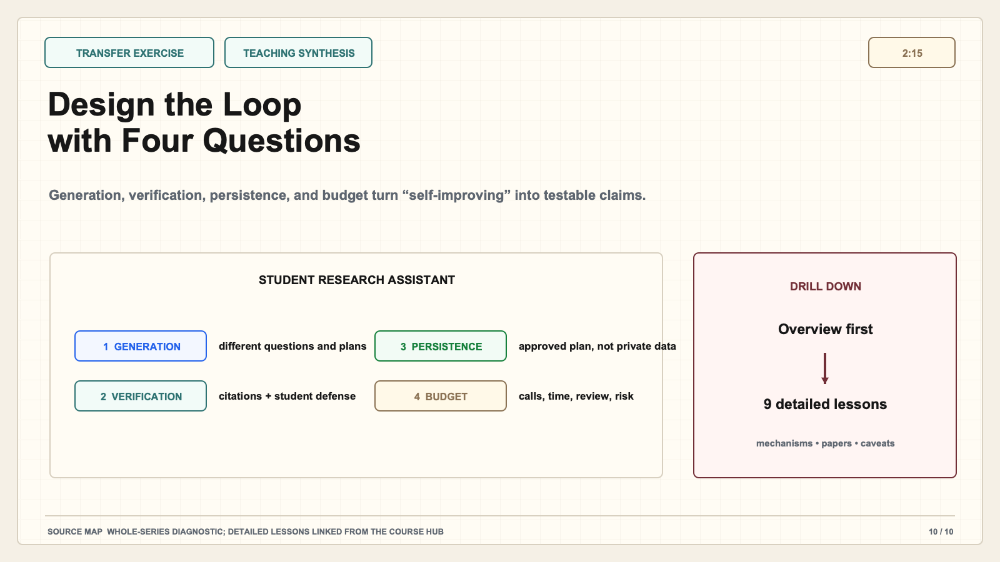 TRANSFER EXERCISE
TEACHING SYNTHESIS
2:15
Design the Loop
with Four Questions
Generation, verification, persistence, and budget turn “self-improving” into testable claims.
STUDENT RESEARCH ASSISTANT
1 GENERATION
different questions and plans
3 PERSISTENCE
approved plan, not private data
2 VERIFICATION
citations + student defense
4 BUDGET
calls, time, review, risk
DRILL DOWN
Overview first
9 detailed lessons
mechanisms • papers • caveats
SOURCE MAP WHOLE-SERIES DIAGNOSTIC; DETAILED LESSONS LINKED FROM THE COURSE HUB
10 / 10